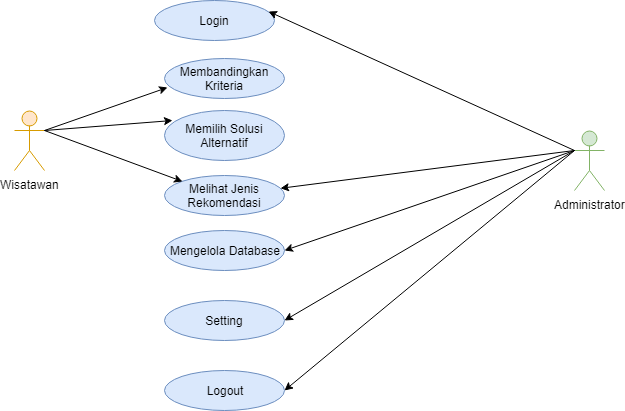 Login
Membandingkan
Kriteria
Memilih Solusi
Alternatif
Wisatawan
Melihat Jenis
Rekomendasi
Administrator
Mengelola Database
Setting
Logout